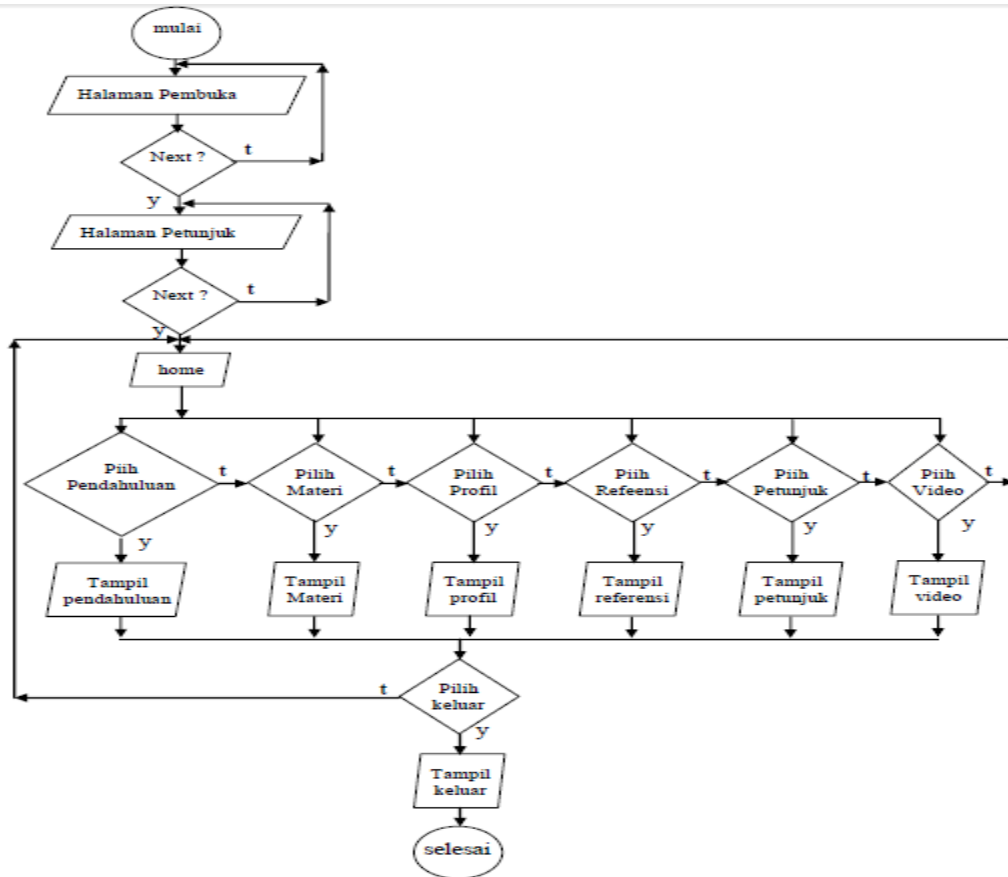 mulai
Halaman Pembuka
Next ?
t
y
Halaman Petunjuk
Next ?
t
y
home
Piih
Pendahuluan
t
Pilih
Materi
t
Pilih
Profil
t
Piih
Refeensi
t
Piih
Petunjuk
t
Piih
Video
t
y
y
y
y
y
y
Tampil
pendahuluan
Tampil
Materi
Tampil
profil
Tampil
referensi
Tampil
petunjuk
Tampil
video
t
Pilih
keluar
y
Tampil
keluar
selesai